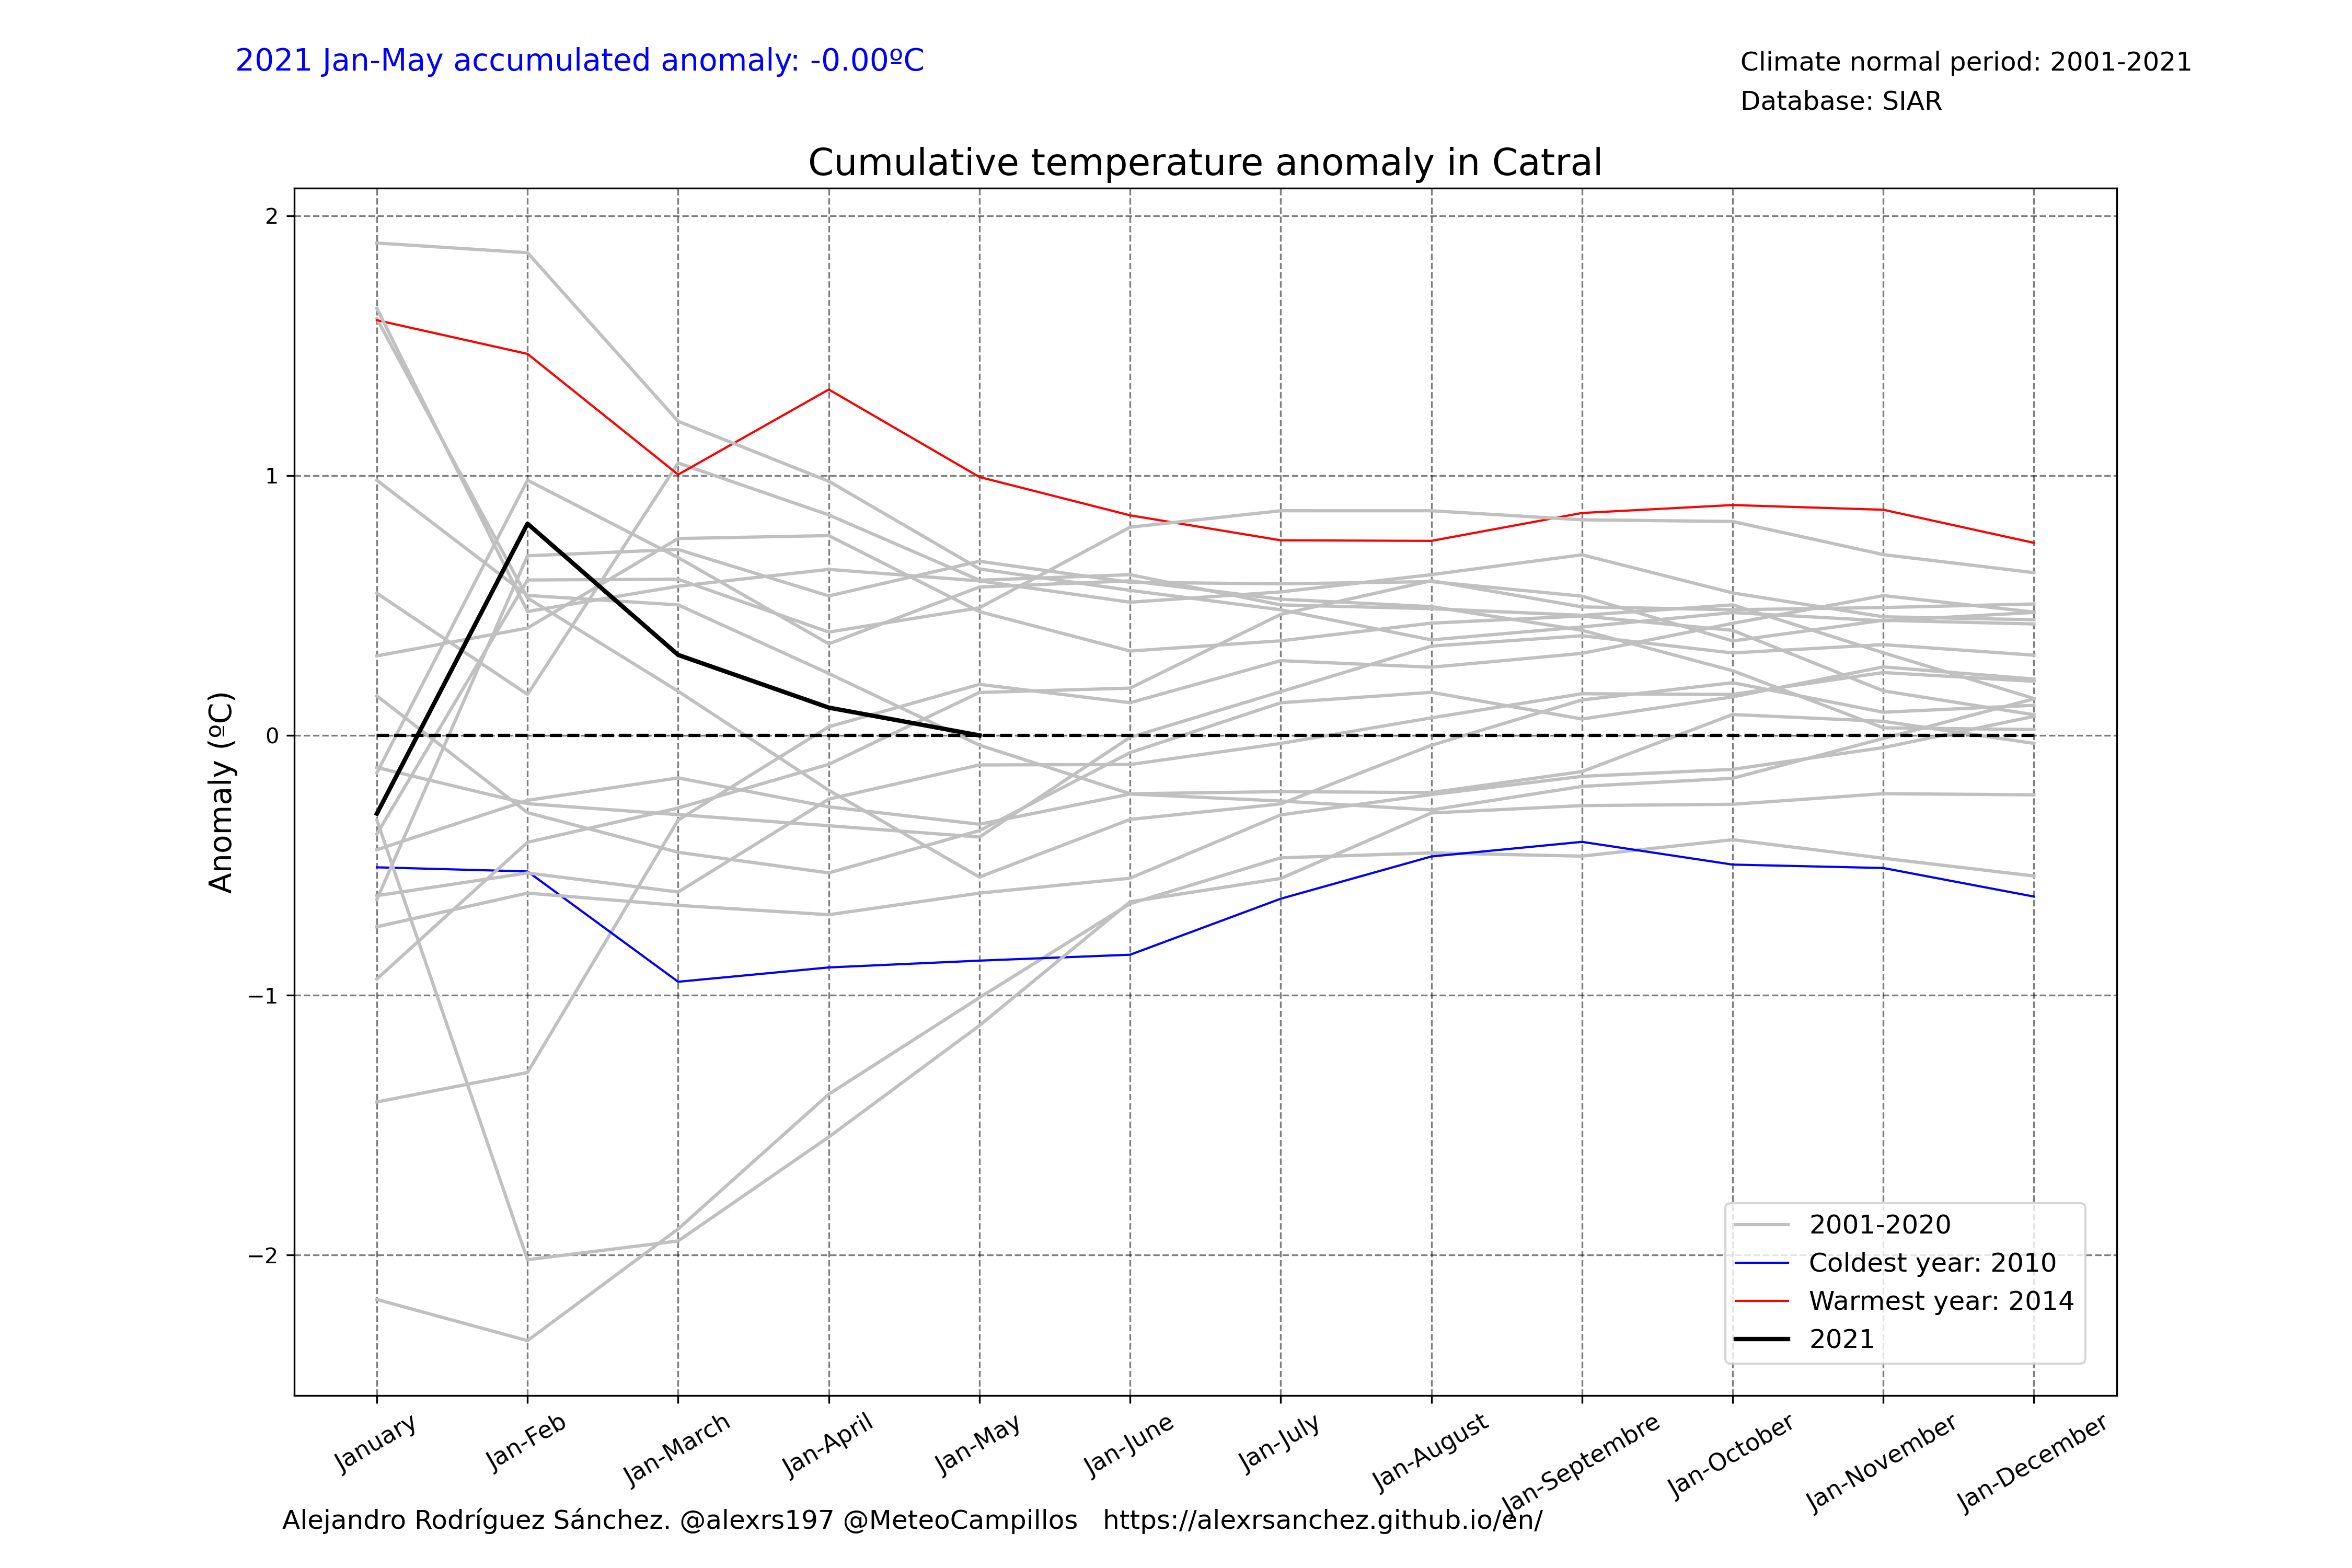 2021 Jan-May accumulated anomaly: -0.00ºC
Climate normal period: 2001-2021
Database: SIAR
Cumulative temperature anomaly in Catral
2
1
0
−1
−2
Anomaly (ºC)
2001-2020
Coldest year: 2010
Warmest year: 2014
2021
January
Jan-Feb
Jan-March
Jan-April
Jan-May
Jan-June
Jan-July
Jan-August
Jan-Septembre
Jan-October
Jan-November
Jan-December
Alejandro Rodríguez Sánchez. @alexrs197 @MeteoCampillos   https://alexrsanchez.github.io/en/